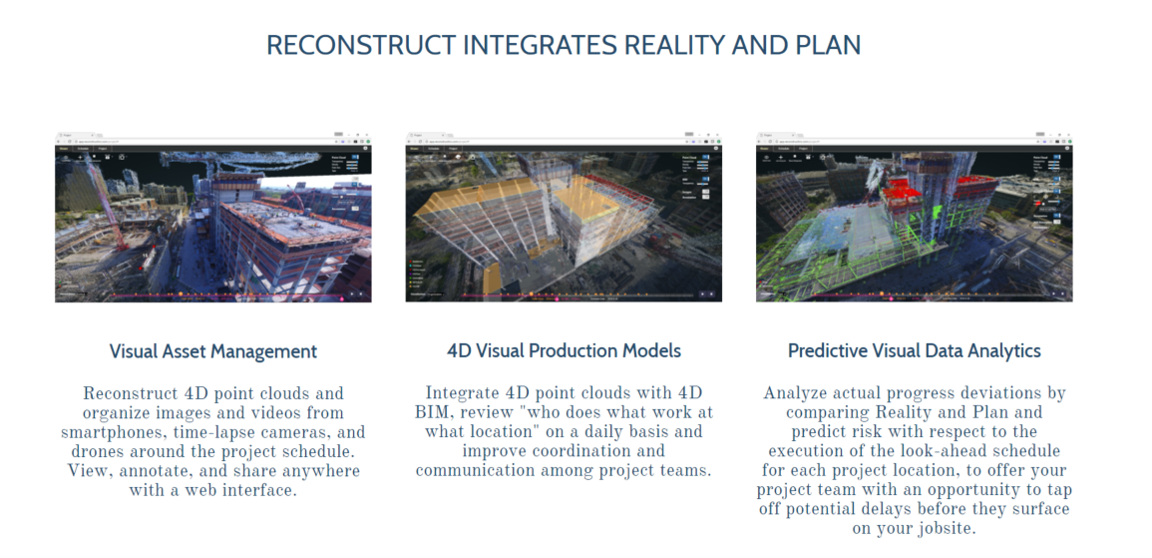 RECONSTRUCT INTEGRATES REALITY AND PLAN
Visual Asset Management
Reconstruct 4D point clouds and
organize images and videos from
smartphones, time-lapse cameras, and
drones around the project schedule.
View, annotate, and share anywhere
with a web interface.
4D Visual Production Models
Integrate 4D point clouds with 4D
BIM, review "who does what work at
what location" on a daily basis and
improve coordination and
communication among project teams.
Predictive Visual Data Analytics
Analyze actual progress deviations by
comparing Reality and Plan and
predict risk with respect to the
execution of the look-ahead schedule
for each project location, to offer your
project team with an opportunity to tap
off potential delays before they surface
on your jobsite.